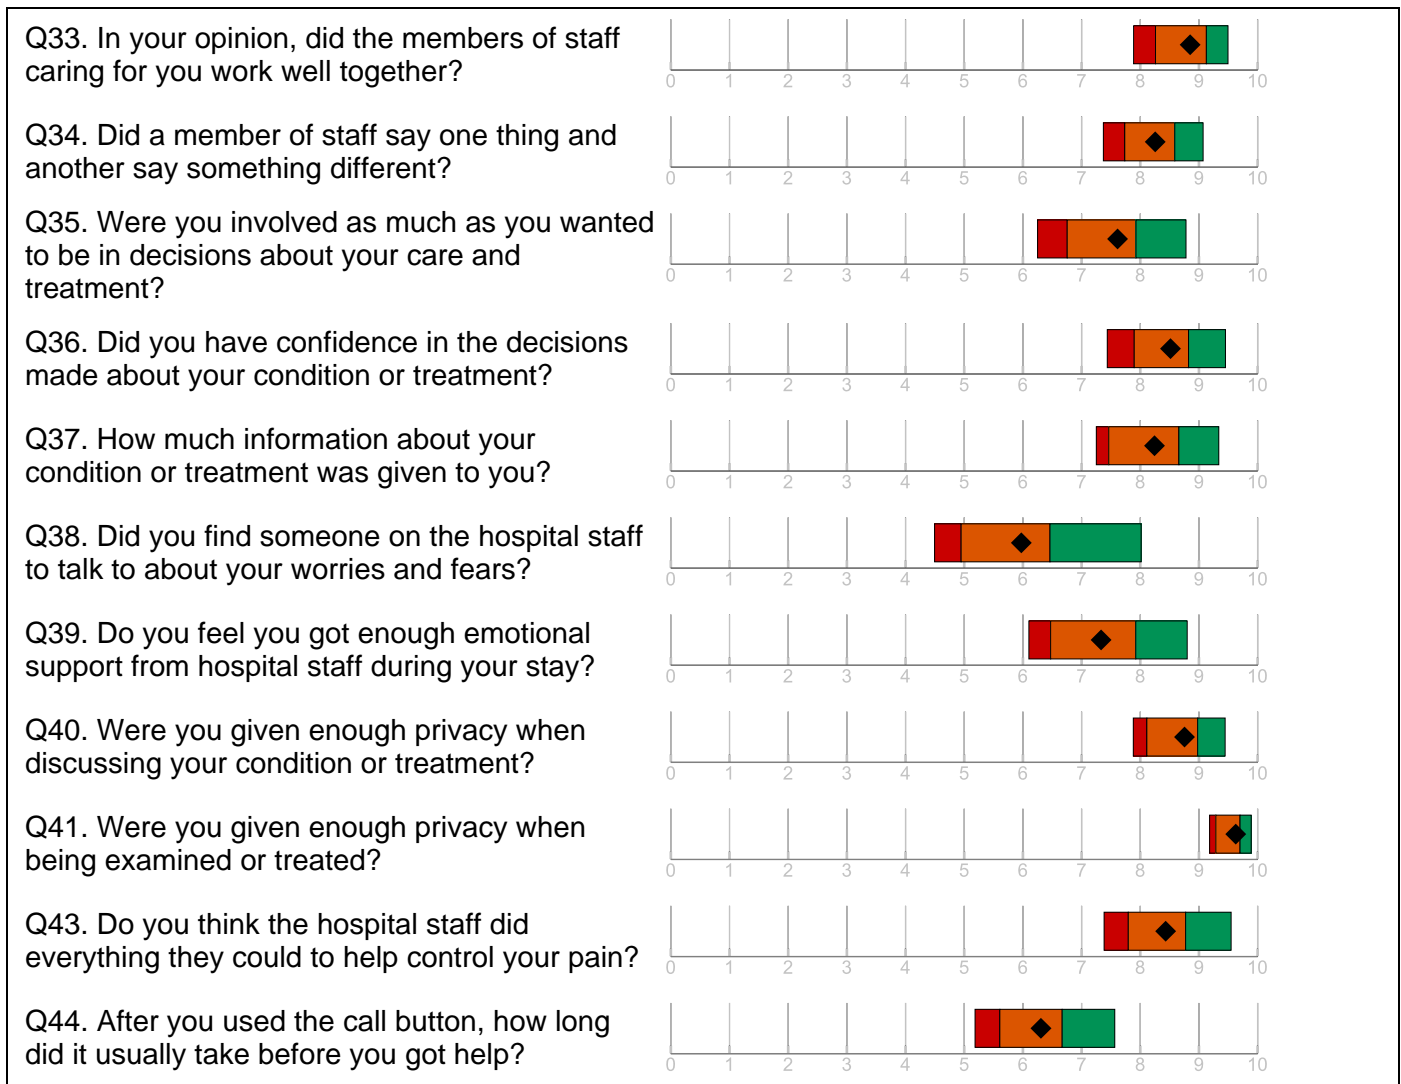 Q33. In your opinion, did the members of staff
caring for you work well together?
0 1 2 3 4 5 6 7 8 9 10
Q34. Did a member of staff say one thing and
another say something different?
0 1 2 3 4 5 6 7 8 9 10
Q35. Were you involved as much as you wanted
to be in decisions about your care and
treatment?
0 1 2 3 4 5 6 7 8 9 10
Q36. Did you have confidence in the decisions
made about your condition or treatment?
0 1 2 3 4 5 6 7 8 9 10
Q37. How much information about your
condition or treatment was given to you?
0 1 2 3 4 5 6 7 8 9 10
Q38. Did you find someone on the hospital staff
to talk to about your worries and fears?
0 1 2 3 4 5 6 7 8 9 10
Q39. Do you feel you got enough emotional
support from hospital staff during your stay?
0 1 2 3 4 5 6 7 8 9 10
Q40. Were you given enough privacy when
discussing your condition or treatment?
0 1 2 3 4 5 6 7 8 9 10
Q41. Were you given enough privacy when
being examined or treated?
0 1 2 3 4 5 6 7 8 9 10
Q43. Do you think the hospital staff did
everything they could to help control your pain?
0 1 2 3 4 5 6 7 8 9 10
Q44. After you used the call button, how long
did it usually take before you got help?
0 1 2 3 4 5 6 7 8 9 10